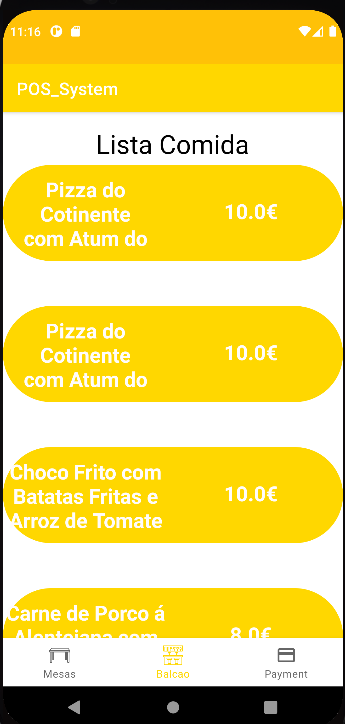 11:16
POS_System
Lista Comida
Pizza do
Cotinente
com Atum do
10.0€
Pizza do
Cotinente
com Atum do
10.0€
Choco Frito com
Batatas Fritas e
Arroz de Tomate
10.0€
Carne de Porco á
Alentejana com
8.0€
Mesas
Balcao
Payment